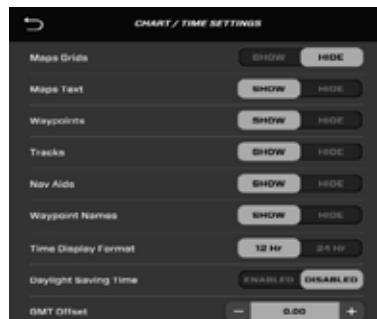 CHART / TIME SETTINGS
Maps Grids SHOW HIDE
Maps Text SHOW HIDE
Waypoints SHOW HIDE
Tracks SHOW HIDE
Nav Aids SHOW HIDE
Waypoint Names SHOW HIDE
Time Display Format 12 Hr 24 Hr
Daylight Saving Time ENABLED DISABLED
GMT Offset − 0.00 +